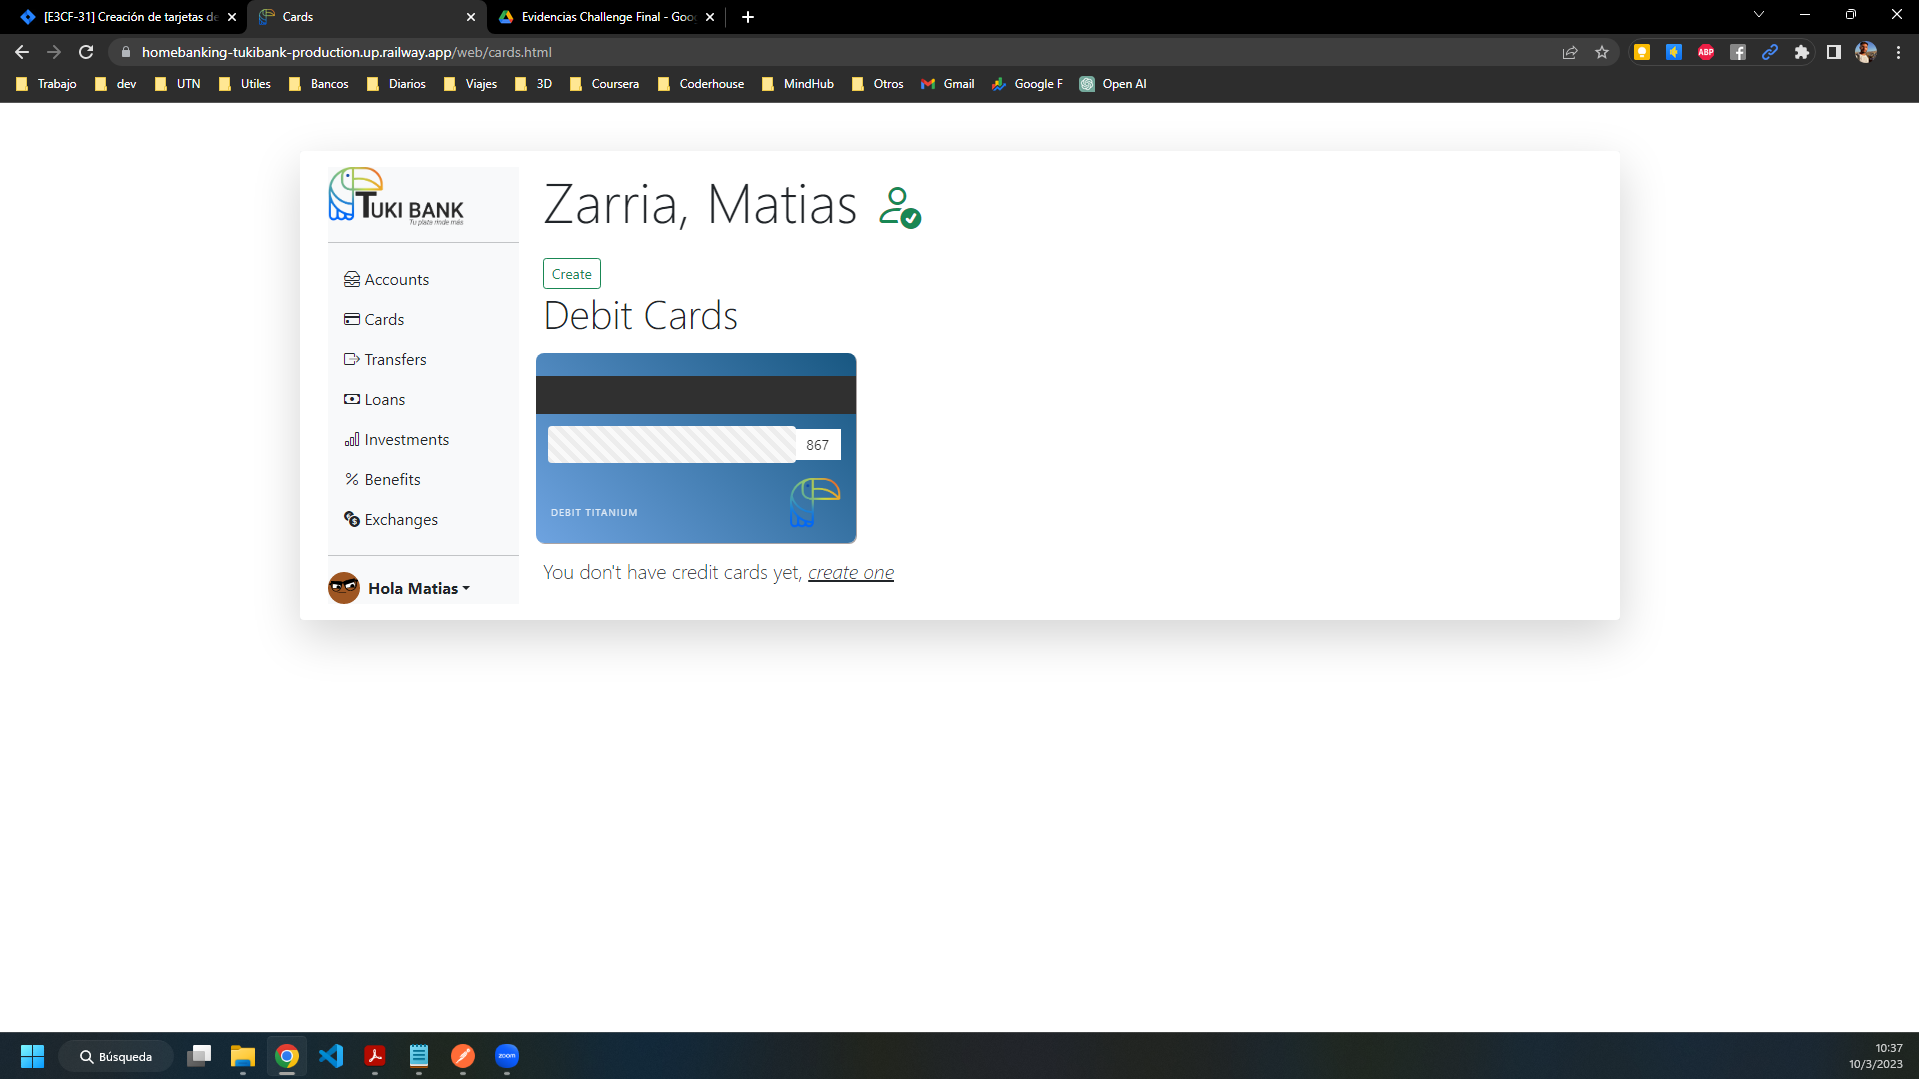 [E3CF-31] Creación de tarjetas de
Cards
Evidencias Challenge Final - Goo
homebanking-tukibank-production.up.railway.app/web/cards.html
ABP
Trabajo
dev
UTN
Utiles
Bancos
Diarios
Viajes
3D
Coursera
Coderhouse
MindHub
Otros
Gmail
Google F
Open AI
TUKI BANK
Tu plata rinde más
Zarria, Matias
Create
Accounts
Debit Cards
Cards
Transfers
Loans
Investments
867
Benefits
DEBIT TITANIUM
Exchanges
You don't have credit cards yet, create one
Hola Matias
Búsqueda
zoom
10:37
10/3/2023